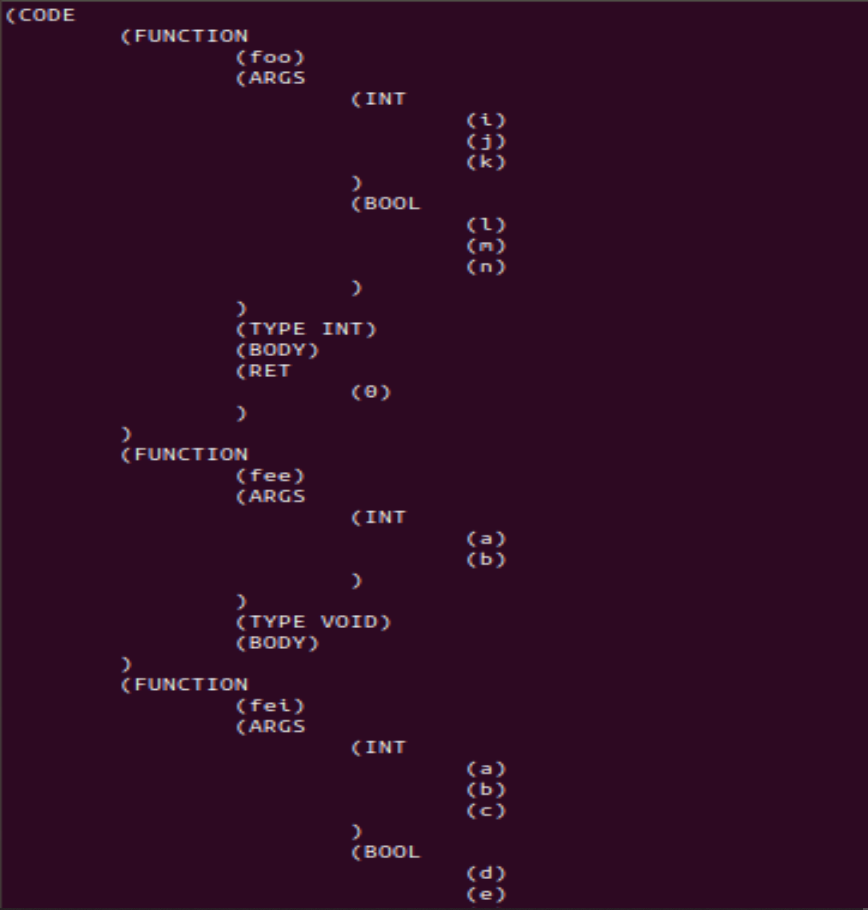 (CODE
(FUNCTION
(foo)
(ARGS
(INT
(i)
(j)
(k)
)
(BOOL
(l)
(m)
(n)
)
)
(TYPE INT)
(BODY)
(RET
(0)
)
)
(FUNCTION
(fee)
(ARGS
(INT
(a)
(b)
)
)
(TYPE VOID)
(BODY)
)
(FUNCTION
(fei)
(ARGS
(INT
(a)
(b)
(c)
)
(BOOL
(d)
(e)